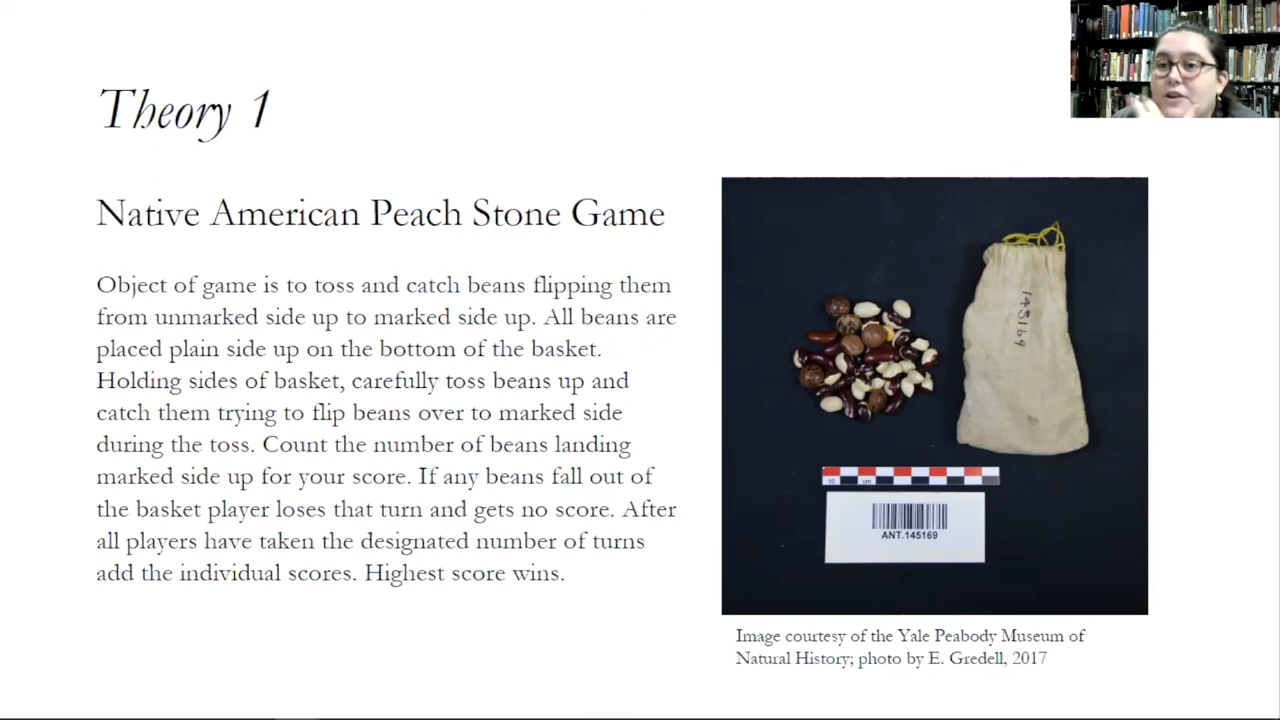 Theory 1
Native American Peach Stone Game
Object of game is to toss and catch beans flipping them
from unmarked side up to marked side up. All beans are
placed plain side up on the bottom of the basket.
Holding sides of basket, carefully toss beans up and
catch them trying to flip beans over to marked side
during the toss. Count the number of beans landing
marked side up for your score. If any beans fall out of
the basket player loses that turn and gets no score. After
all players have taken the designated number of turns
add the individual scores. Highest score wins.
145169
10 cm
ANT.145169
Image courtesy of the Yale Peabody Museum of
Natural History; photo by E. Gredell, 2017